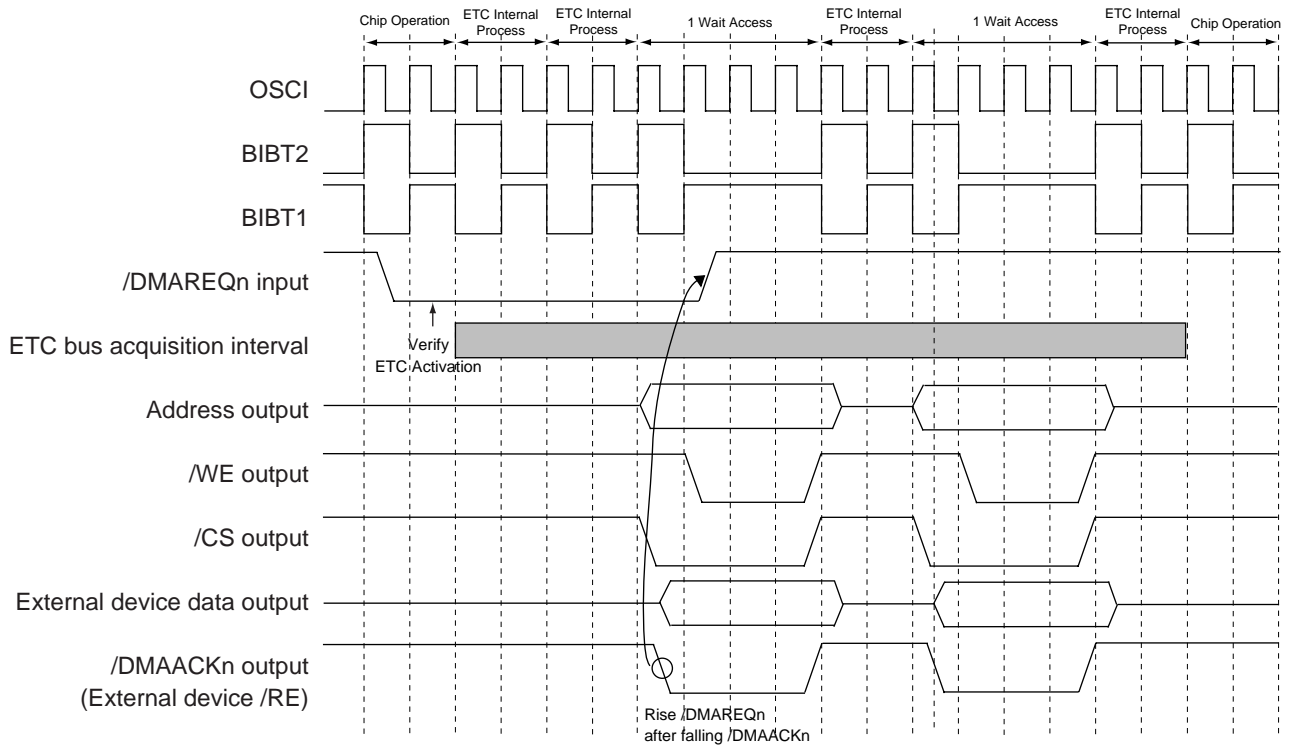 Chip Operation
ETC Internal
Process
ETC Internal
Process
1 Wait Access
ETC Internal
Process
1 Wait Access
ETC Internal
Process
Chip Operation
OSCI
BIBT2
BIBT1
/DMAREQn input
ETC bus acquisition interval
Verify
ETC Activation
Address output
/WE output
/CS output
External device data output
/DMAACKn output
(External device /RE)
Rise /DMAREQn
after falling /DMAACKn